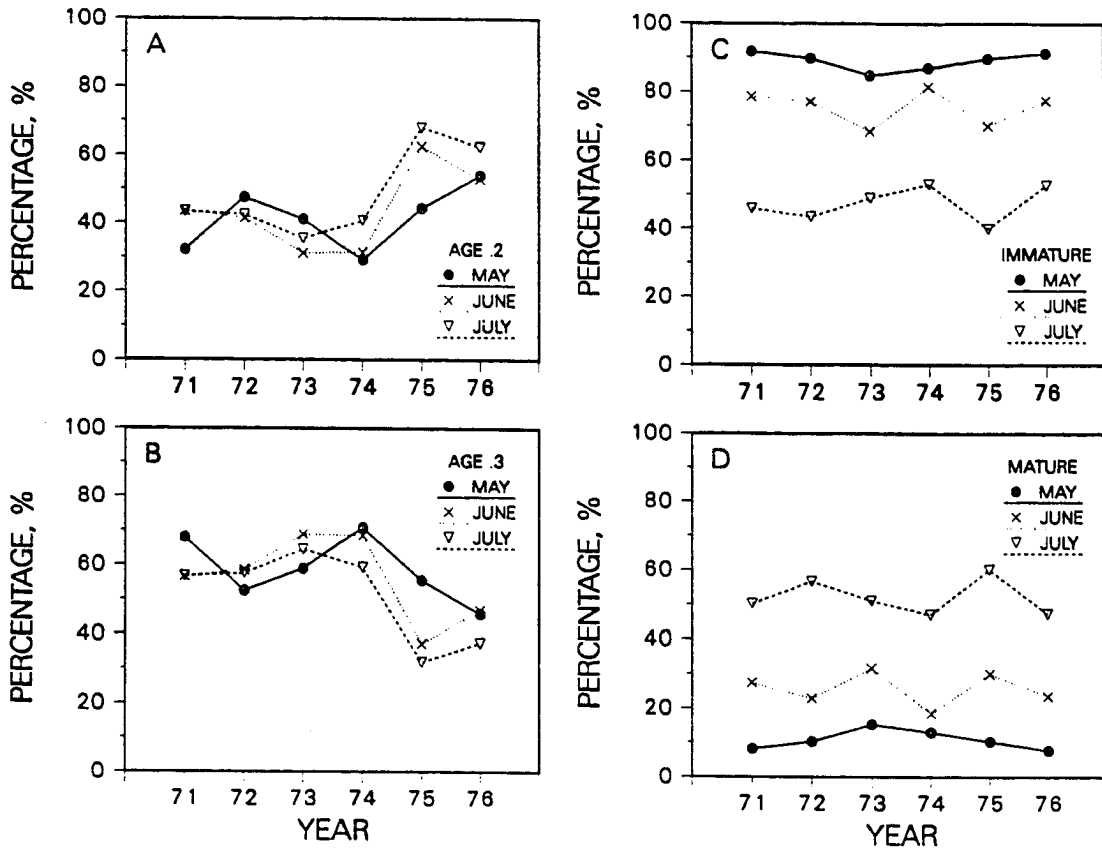 A
PERCENTAGE, %
100
80
60
40
20
0
AGE .2
MAY
JUNE
JULY
71 72 73 74 75 76
B
PERCENTAGE, %
100
80
60
40
20
0
AGE .3
MAY
JUNE
JULY
71 72 73 74 75 76
YEAR
C
PERCENTAGE, %
100
80
60
40
20
0
IMMATURE
MAY
JUNE
JULY
71 72 73 74 75 76
D
PERCENTAGE, %
100
80
60
40
20
0
MATURE
MAY
JUNE
JULY
71 72 73 74 75 76
YEAR